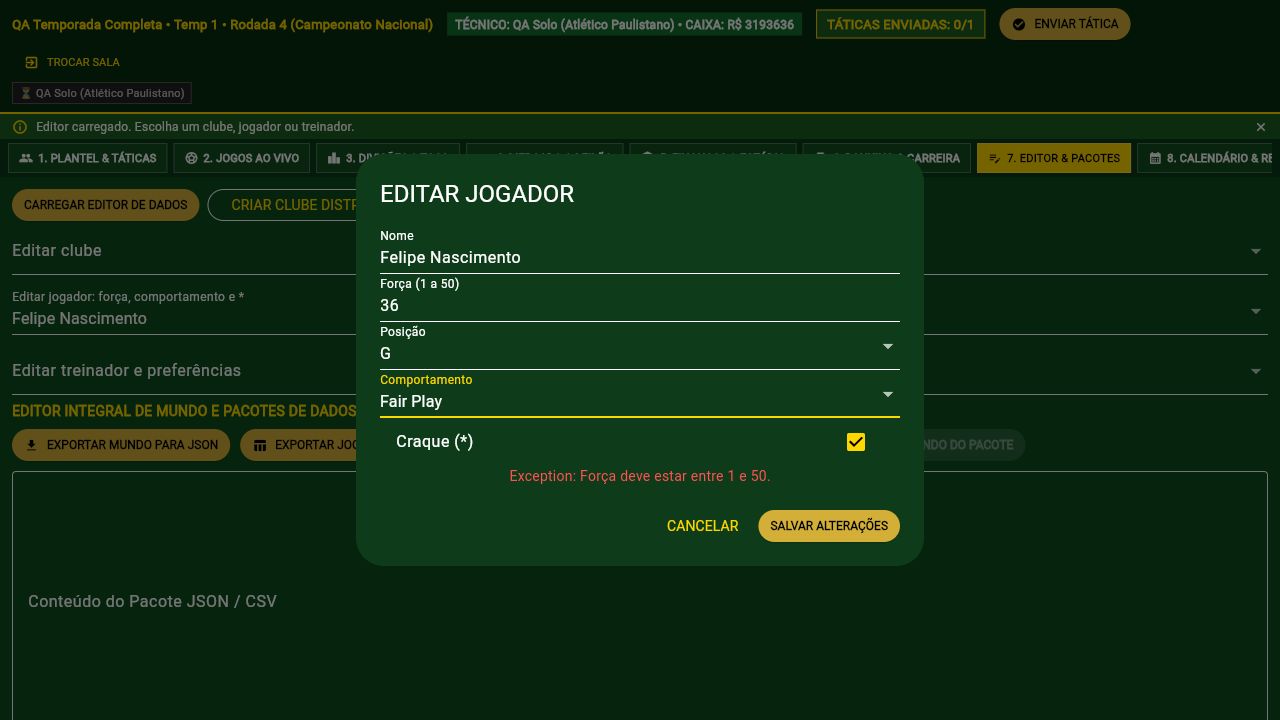 QA Temporada Completa • Temp 1 • Rodada 4 (Campeonato Nacional)
TÉCNICO: QA Solo (Atlético Paulistano) • CAIXA: R$ 3193636
TÁTICAS ENVIADAS: 0/1
ENVIAR TÁTICA
TROCAR SALA
⏳ QA Solo (Atlético Paulistano)
Editor carregado. Escolha um clube, jogador ou treinador.
1. PLANTEL & TÁTICAS
2. JOGOS AO VIVO
CARREIRA
7. EDITOR & PACOTES
8. CALENDÁRIO & RE
CARREGAR EDITOR DE DADOS
CRIAR CLUBE DISTR
Editar clube
Editar jogador: força, comportamento e *
Felipe Nascimento
Editar treinador e preferências
EDITOR INTEGRAL DE MUNDO E PACOTES DE DADOS
EXPORTAR MUNDO PARA JSON
EXPORTAR JOG
NDO DO PACOTE
Conteúdo do Pacote JSON / CSV
EDITAR JOGADOR
Nome
Felipe Nascimento
Força (1 a 50)
36
Posição
G
Comportamento
Fair Play
Craque (*)
Exception: Força deve estar entre 1 e 50.
CANCELAR
SALVAR ALTERAÇÕES